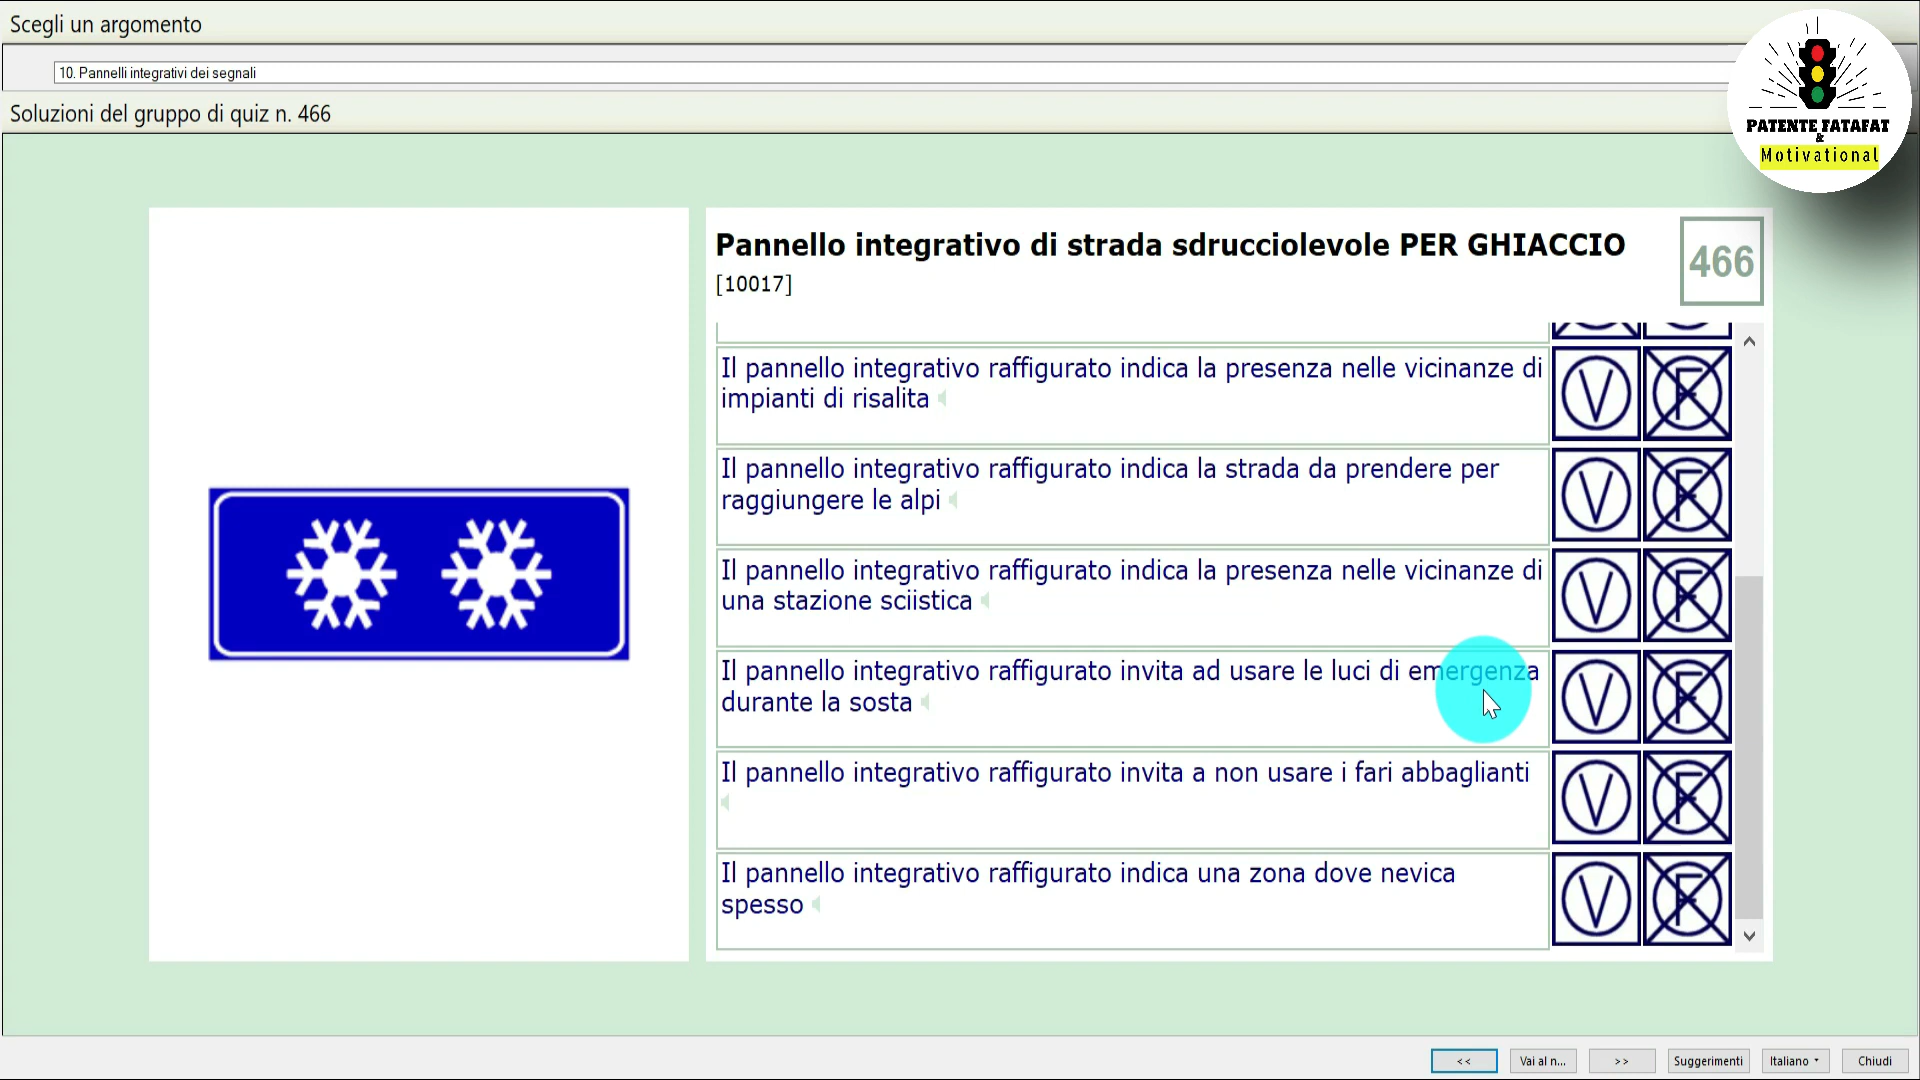 Scegli un argomento
10. Pannelli integrativi dei segnali
Soluzioni del gruppo di quiz n. 466
PATENTE FATAFAT
&
Motivational
Pannello integrativo di strada sdrucciolevole PER GHIACCIO
[10017]
466
Il pannello integrativo raffigurato indica la presenza nelle vicinanze di
impianti di risalita
V F
Il pannello integrativo raffigurato indica la strada da prendere per
raggiungere le alpi
V F
Il pannello integrativo raffigurato indica la presenza nelle vicinanze di
una stazione sciistica
V F
Il pannello integrativo raffigurato invita ad usare le luci di emergenza
durante la sosta
V F
Il pannello integrativo raffigurato invita a non usare i fari abbaglianti
V F
Il pannello integrativo raffigurato indica una zona dove nevica
spesso
V F
<< Vai al n... >> Suggerimenti Italiano Chiudi